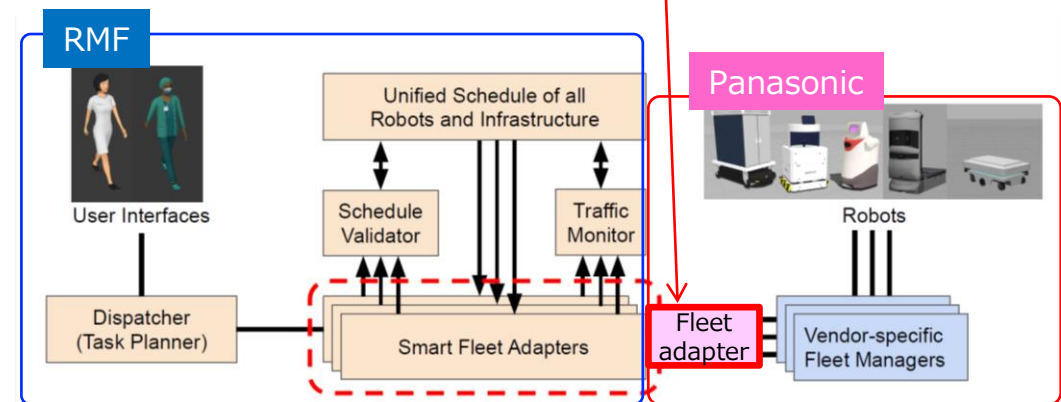 RMF
Panasonic
Unified Schedule of all
Robots and Infrastructure
User Interfaces
Schedule
Validator
Traffic
Monitor
Robots
Dispatcher
(Task Planner)
Smart Fleet Adapters
Fleet
adapter
Vendor-specific
Fleet Managers